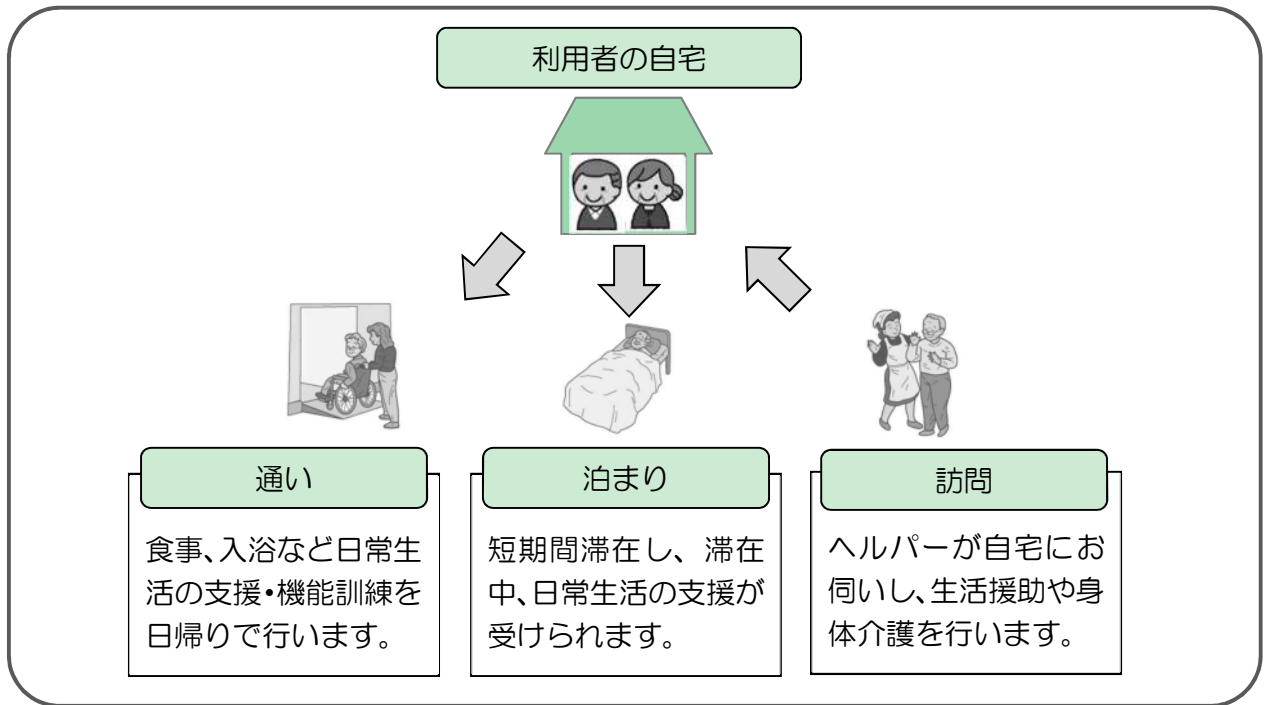 利用者の自宅
通い
食事、入浴など日常生
活の支援・機能訓練を
日帰りで行います。
泊まり
短期間滞在し、滞在
中、日常生活の支援が
受けられます。
訪問
ヘルパーが自宅にお
伺いし、生活援助や身
体介護を行います。